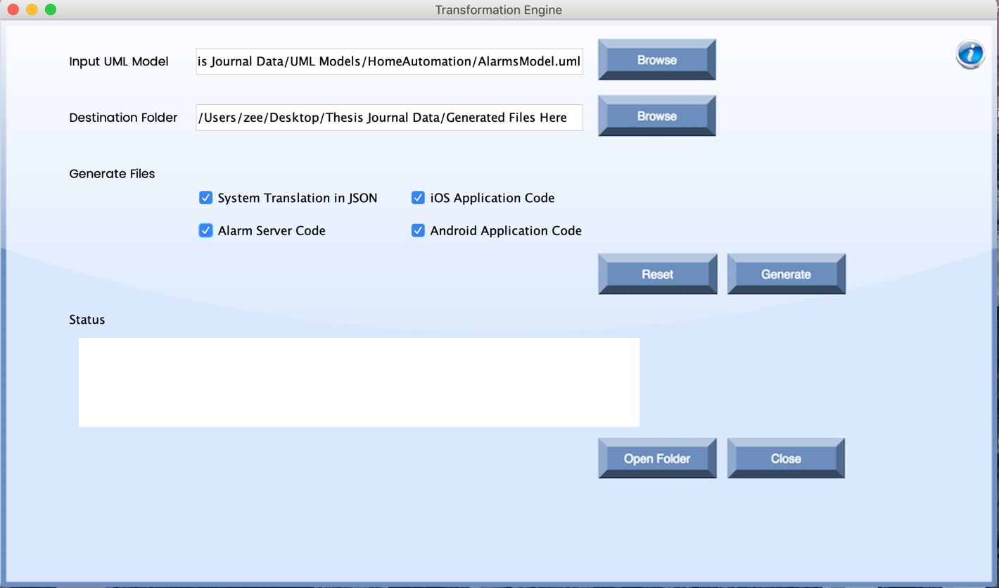 Transformation Engine
Input UML Model
is Journal Data/UML Models/HomeAutomation/AlarmsModel.uml
Browse
Destination Folder
/Users/zee/Desktop/Thesis Journal Data/Generated Files Here
Browse
Generate Files
System Translation in JSON
iOS Application Code
Alarm Server Code
Android Application Code
Reset
Generate
Status
Open Folder
Close